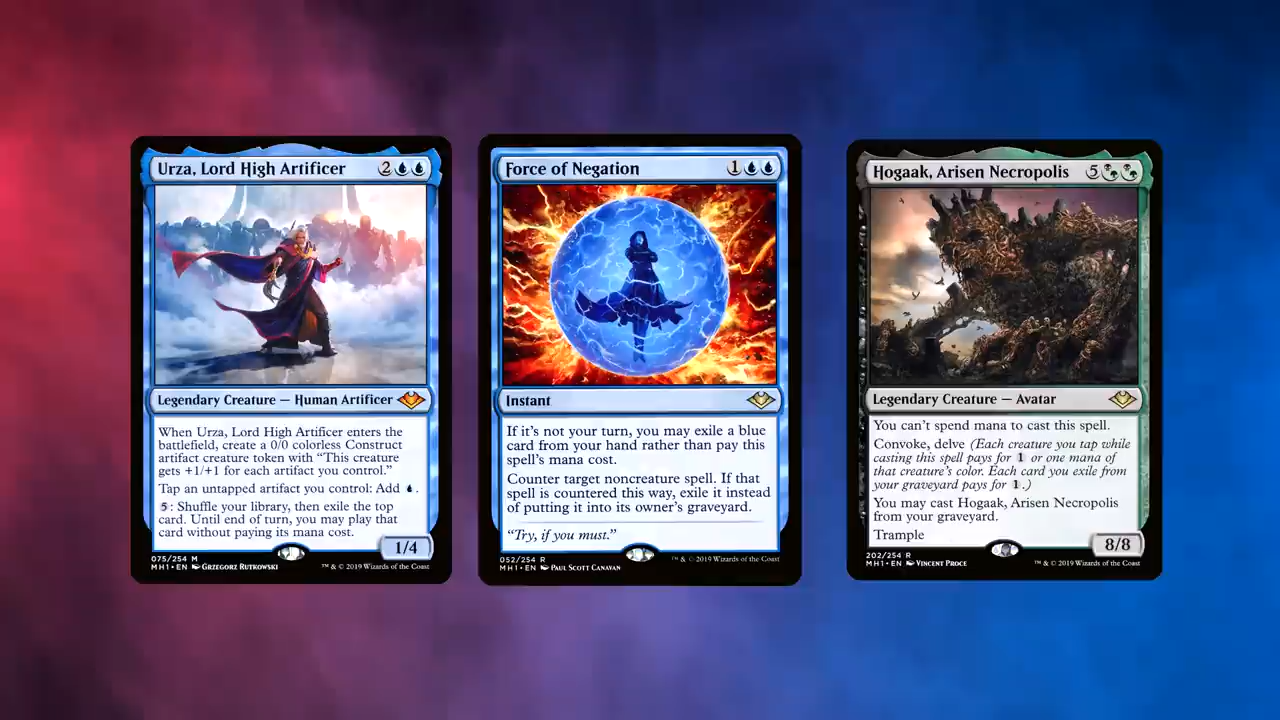 Urza, Lord High Artificer 2
Legendary Creature — Human Artificer
When Urza, Lord High Artificer enters the
battlefield, create a 0/0 colorless Construct
artifact creature token with “This creature
gets +1/+1 for each artifact you control.”
Tap an untapped artifact you control: Add .
5: Shuffle your library, then exile the top
card. Until end of turn, you may play that
card without paying its mana cost.
1/4
075/254 M
MH1 • EN Grzegorz Rutkowski ™ & © 2019 Wizards of the Coast
Force of Negation 1
Instant
If it’s not your turn, you may exile a blue
card from your hand rather than pay this
spell’s mana cost.
Counter target noncreature spell. If that
spell is countered this way, exile it instead
of putting it into its owner’s graveyard.
“Try, if you must.”
052/254 R
MH1 • EN Paul Scott Canavan ™ & © 2019 Wizards of the Coast
Hogaak, Arisen Necropolis 5
Legendary Creature — Avatar
You can’t spend mana to cast this spell.
Convoke, delve (Each creature you tap while
casting this spell pays for 1 or one mana of
that creature’s color. Each card you exile from
your graveyard pays for 1.)
You may cast Hogaak, Arisen Necropolis
from your graveyard.
Trample
8/8
202/254 R
MH1 • EN Vincent Proce ™ & © 2019 Wizards of the Coast